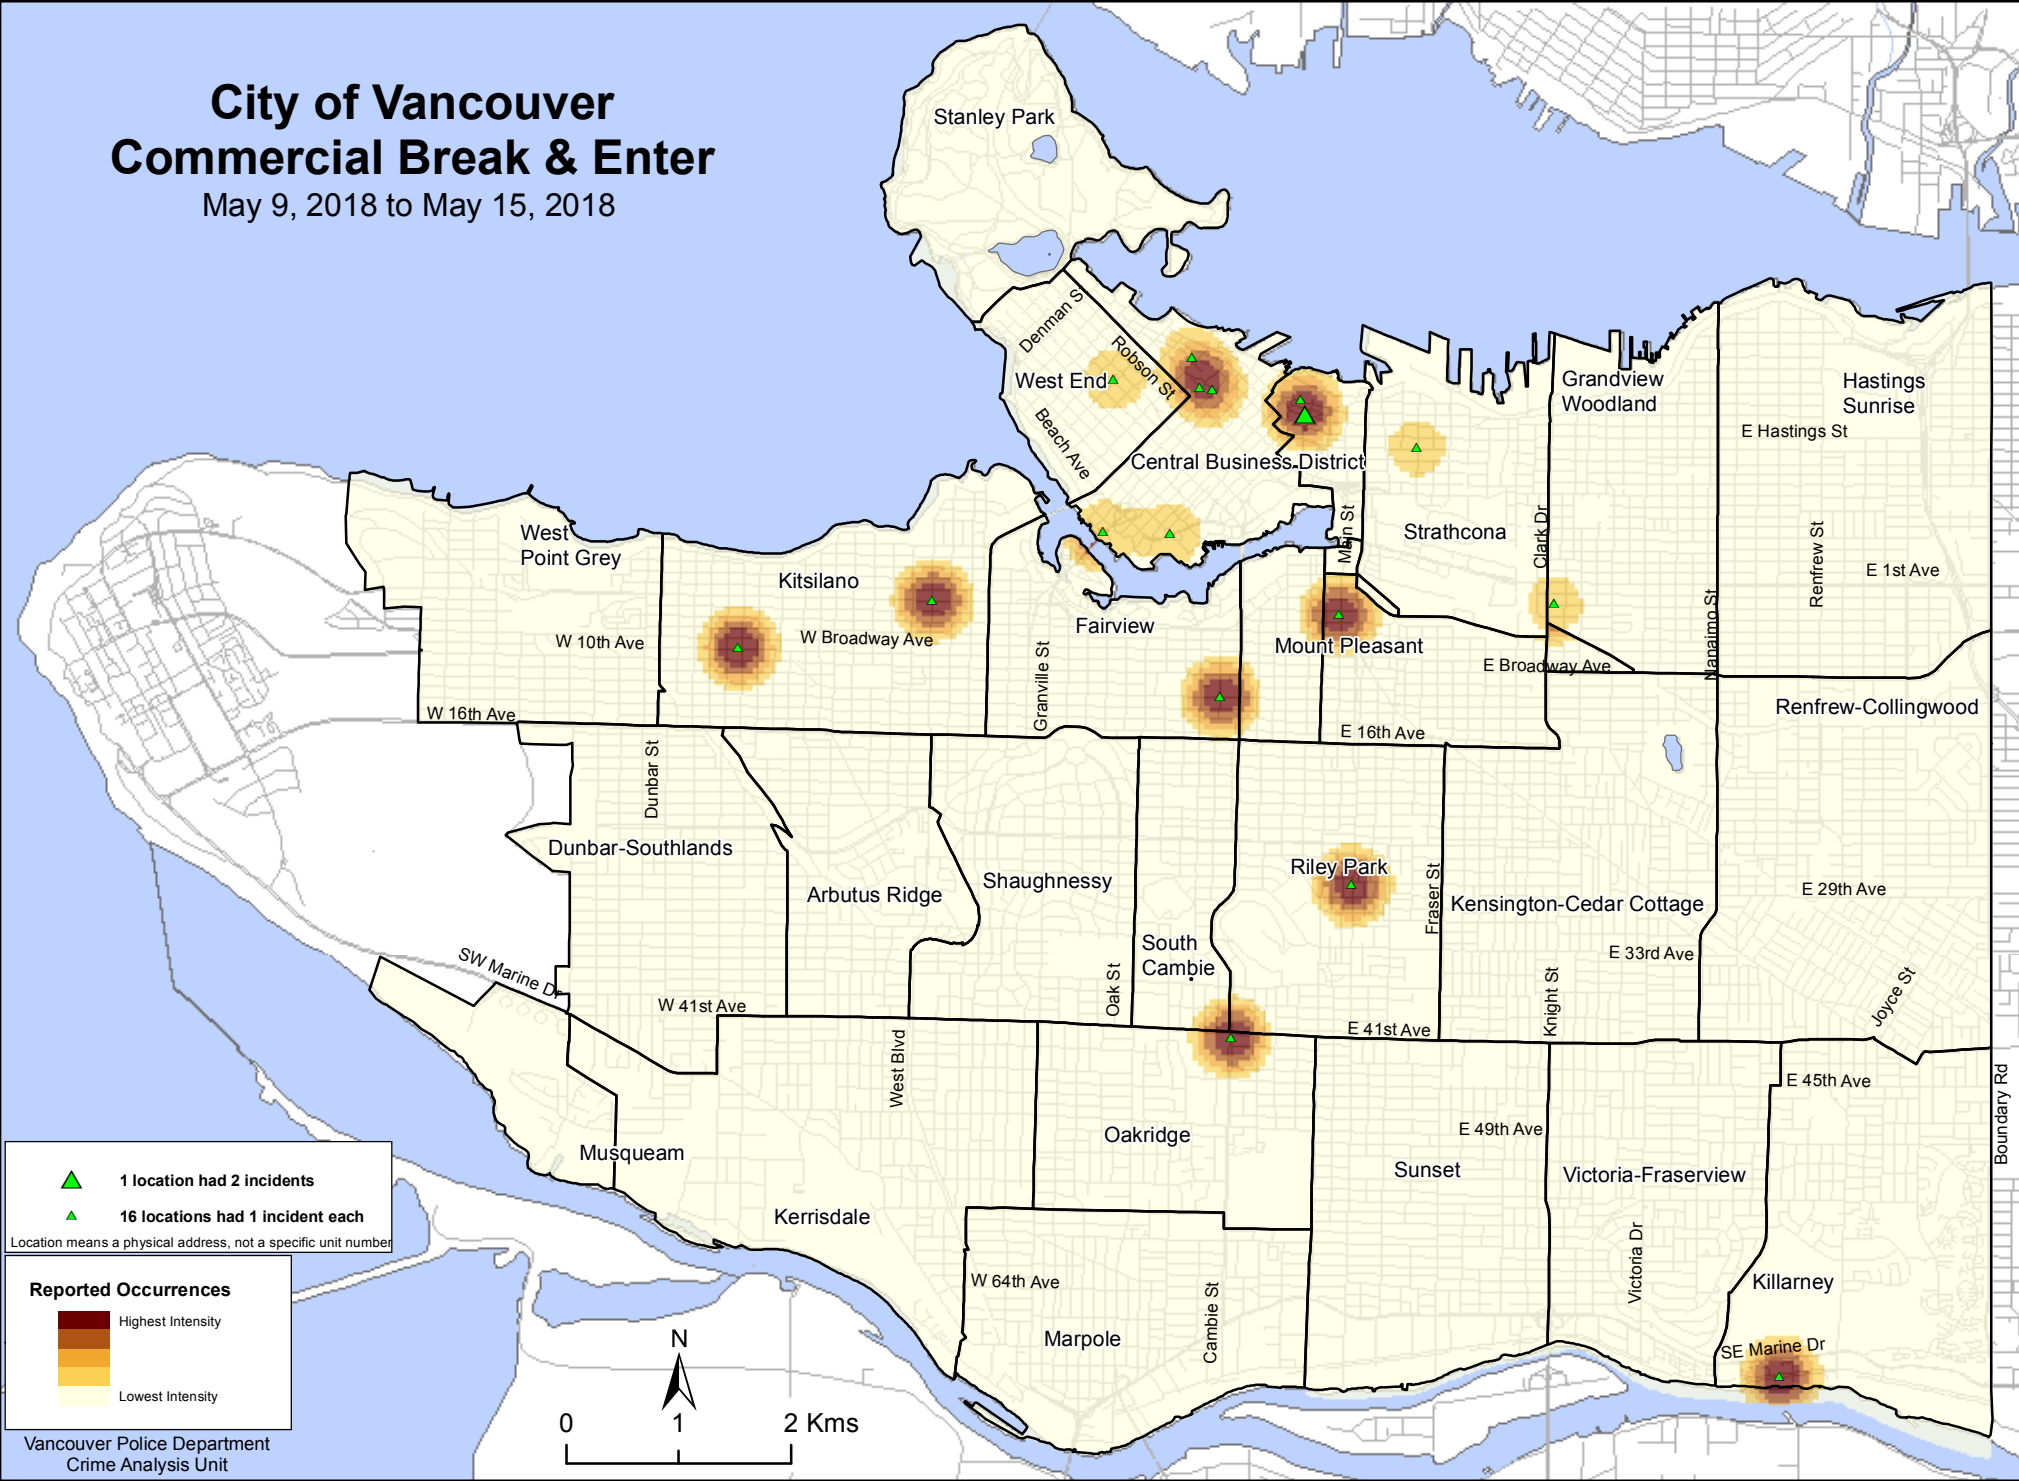 City of Vancouver
Commercial Break & Enter
May 9, 2018 to May 15, 2018
Stanley Park
Denman S
Robson St
West End
Beach Ave
Central Business District
Grandview
Woodland
Hastings
Sunrise
E Hastings St
Main St
Strathcona
Clark Dr
Renfrew St
E 1st Ave
Nanaimo St
West
Point Grey
Kitsilano
W 10th Ave
W Broadway Ave
Fairview
Granville St
Mount Pleasant
E Broadway Ave
W 16th Ave
E 16th Ave
Renfrew-Collingwood
Dunbar St
Dunbar-Southlands
Arbutus Ridge
Shaughnessy
Riley Park
Fraser St
Kensington-Cedar Cottage
E 29th Ave
South
Cambie
E 33rd Ave
SW Marine Dr
W 41st Ave
Oak St
Knight St
Joyce St
E 41st Ave
West Blvd
E 45th Ave
Boundary Rd
Musqueam
Oakridge
E 49th Ave
Sunset
Victoria-Fraserview
Kerrisdale
Victoria Dr
W 64th Ave
Cambie St
Killarney
Marpole
SE Marine Dr
1 location had 2 incidents
16 locations had 1 incident each
Location means a physical address, not a specific unit number
Reported Occurrences
Highest Intensity
Lowest Intensity
N
0 1 2 Kms
Vancouver Police Department
Crime Analysis Unit